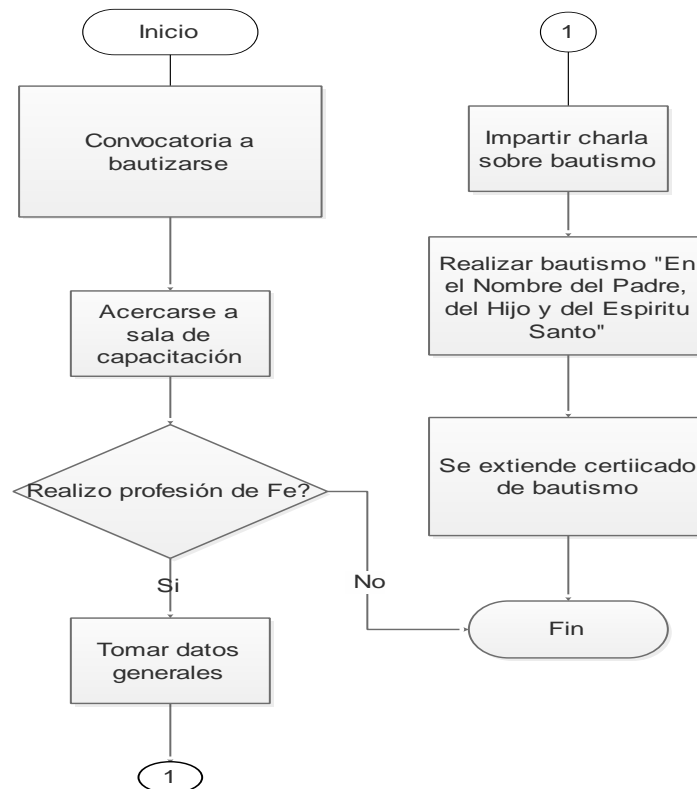 Inicio
Convocatoria a
bautizarse
Acercarse a
sala de
capacitación
Realizo profesión de Fe?
Si
No
Tomar datos
generales
1
1
Impartir charla
sobre bautismo
Realizar bautismo "En
el Nombre del Padre,
del Hijo y del Espiritu
Santo"
Se extiende certiicado
de bautismo
Fin